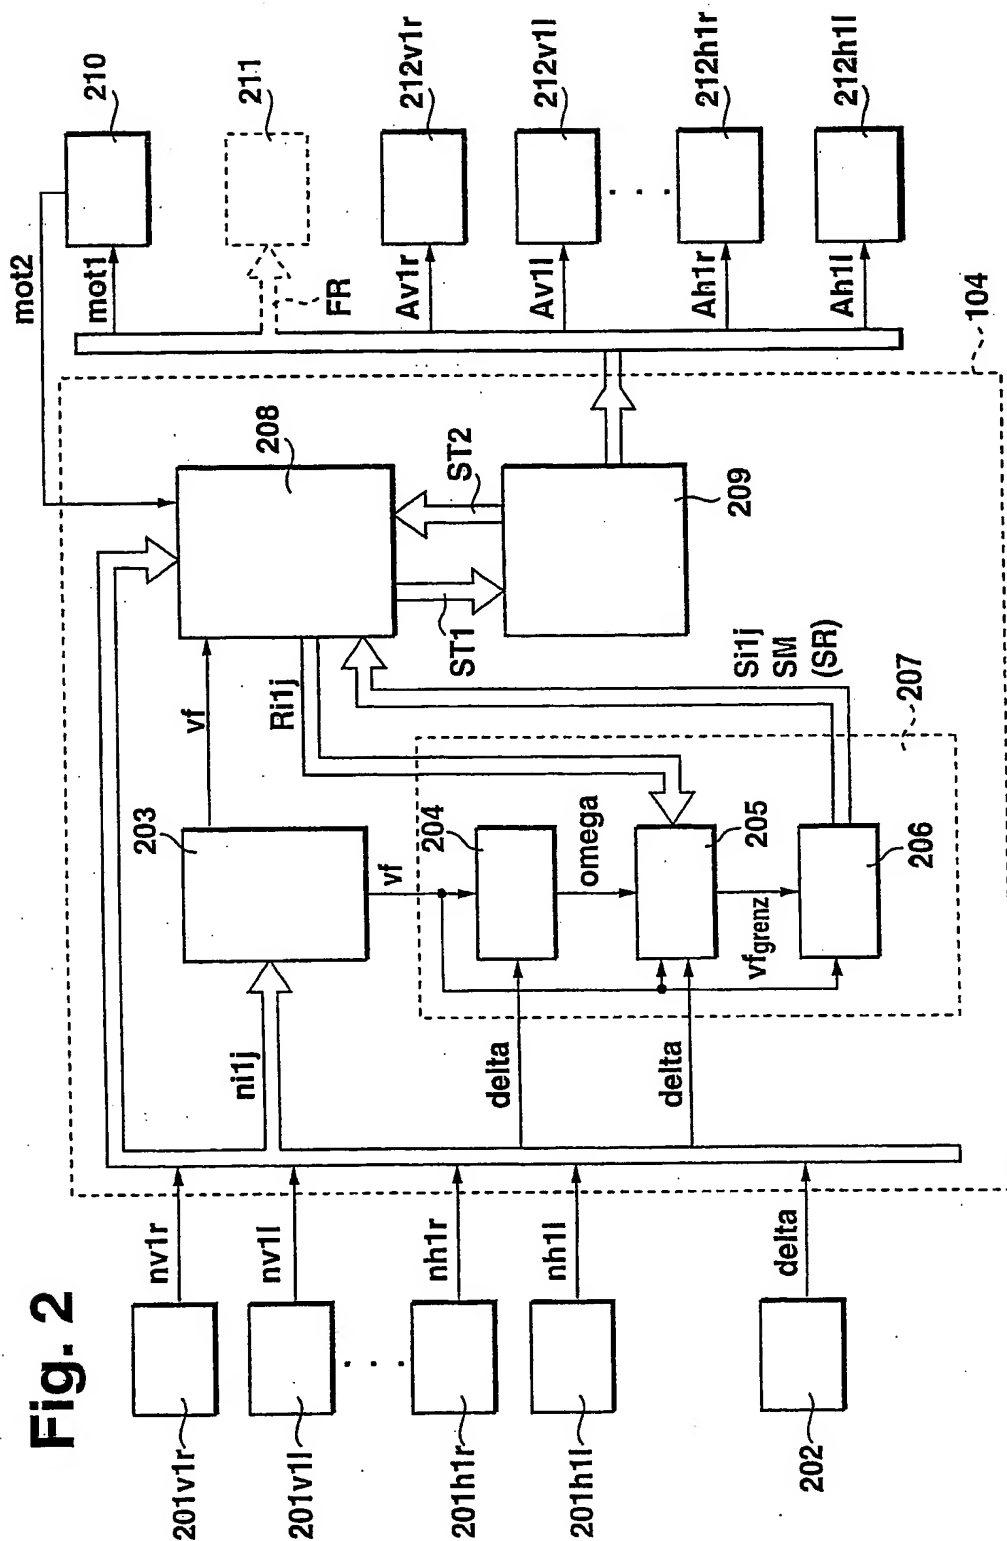 Fig. 2
201v1r
nv1r
201v1l
nv1l
. . . .
201h1r
nh1r
201h1l
nh1l
202
delta
ni1j
delta
delta
203
vf
vf
204
omega
205
vfgrenz
206
207
Ri1j
Si1j
SM
(SR)
208
ST1
ST2
209
104
mot2
mot1
210
FR
211
Av1r
212v1r
Av1l
212v1l
. . . .
Ah1r
212h1r
Ah1l
212h1l